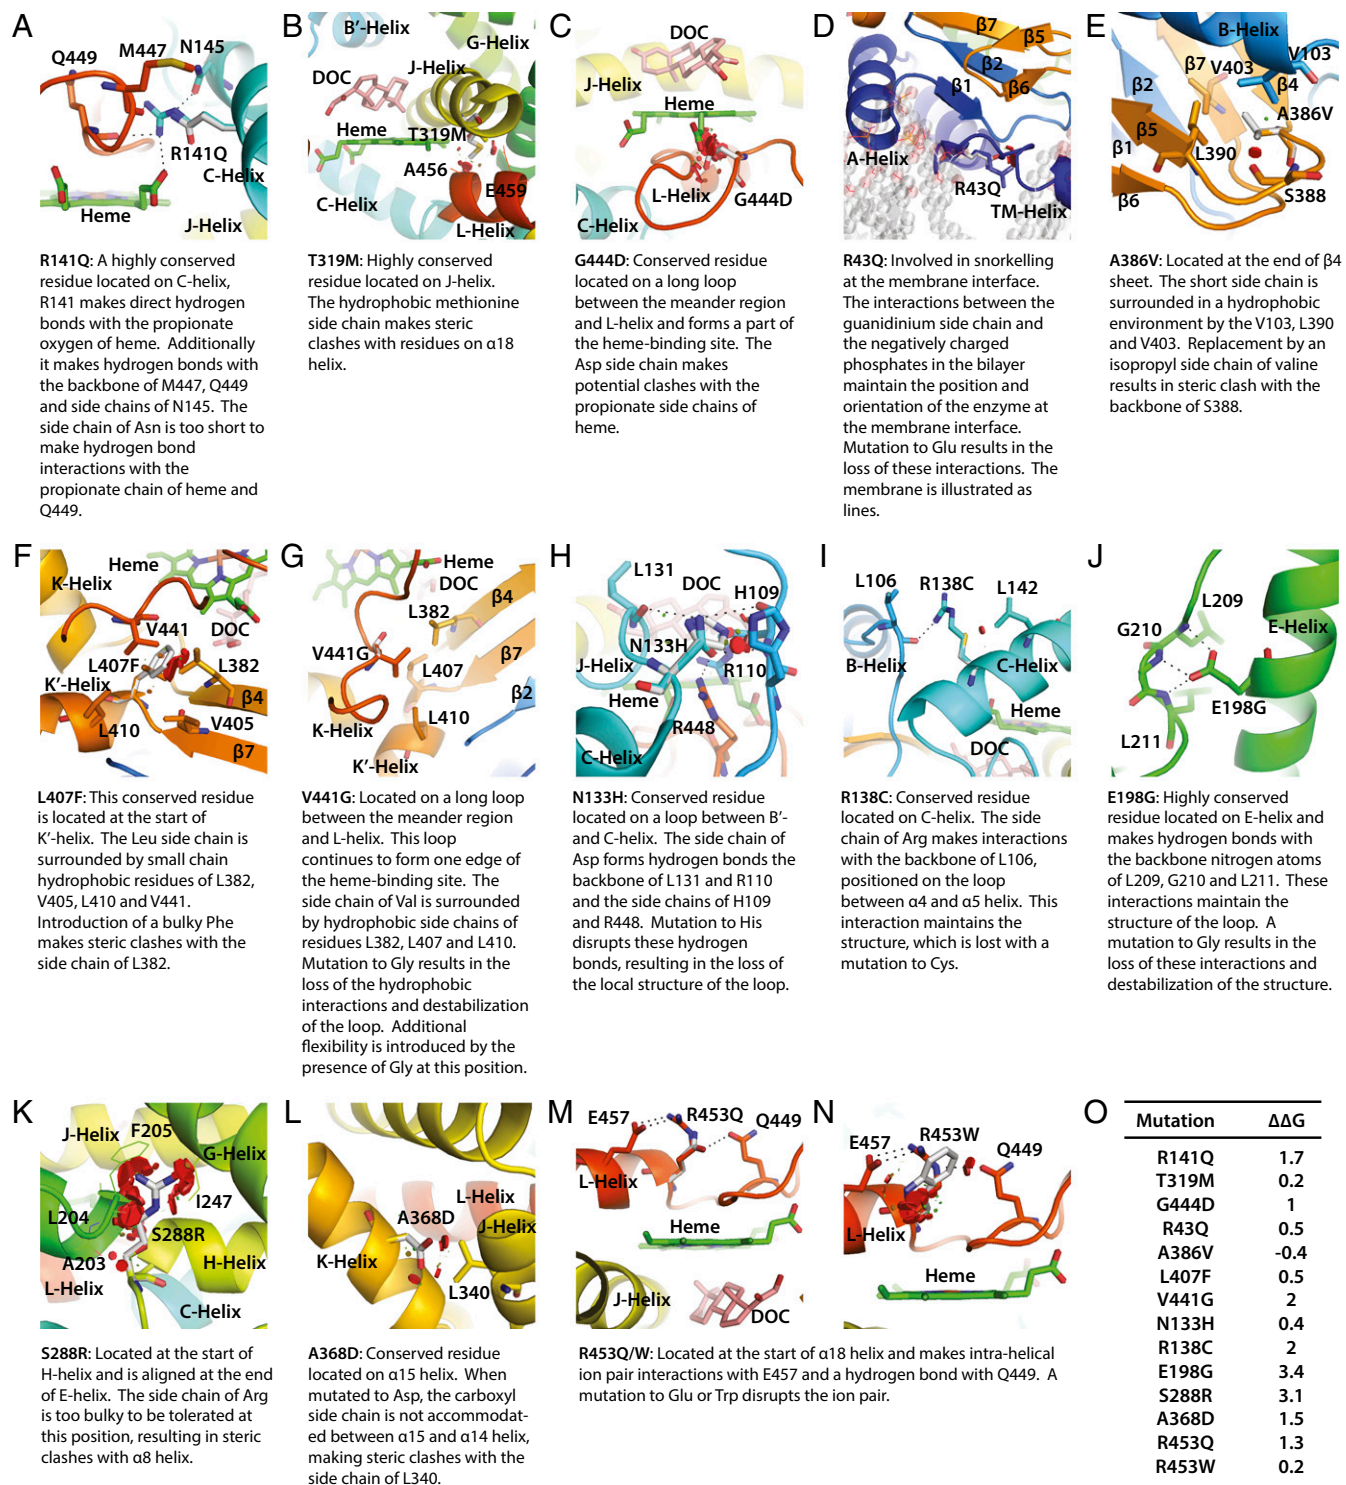 A
Q449
M447
N145
R141Q
C-Helix
Heme
J-Helix
R141Q: A highly conserved
residue located on C-helix,
R141 makes direct hydrogen
bonds with the propionate
oxygen of heme. Additionally
it makes hydrogen bonds with
the backbone of M447, Q449
and side chains of N145. The
side chain of Asn is too short to
make hydrogen bond
interactions with the
propionate chain of heme and
Q449.
B
B′-Helix
G-Helix
J-Helix
DOC
Heme
T319M
A456
E459
C-Helix
L-Helix
T319M: Highly conserved
residue located on J-helix.
The hydrophobic methionine
side chain makes steric
clashes with residues on α18
helix.
C
DOC
J-Helix
Heme
L-Helix
G444D
C-Helix
G444D: Conserved residue
located on a long loop
between the meander region
and L-helix and forms a part of
the heme-binding site. The
Asp side chain makes
potential clashes with the
propionate side chains of
heme.
D
β7
β5
β2
β1
β6
A-Helix
R43Q
TM-Helix
R43Q: Involved in snorkelling
at the membrane interface.
The interactions between the
guanidinium side chain and
the negatively charged
phosphates in the bilayer
maintain the position and
orientation of the enzyme at
the membrane interface.
Mutation to Glu results in the
loss of these interactions. The
membrane is illustrated as
lines.
E
B-Helix
V103
β7
V403
β2
β4
A386V
β5
β1
L390
β6
S388
A386V: Located at the end of β4
sheet. The short side chain is
surrounded in a hydrophobic
environment by the V103, L390
and V403. Replacement by an
isopropyl side chain of valine
results in steric clash with the
backbone of S388.
F
Heme
K-Helix
V441
DOC
L407F
L382
K′-Helix
β4
L410
V405
β7
L407F: This conserved residue
is located at the start of
K′-helix. The Leu side chain is
surrounded by small chain
hydrophobic residues of L382,
V405, L410 and V441.
Introduction of a bulky Phe
makes steric clashes with the
side chain of L382.
G
Heme
DOC
L382
β4
V441G
β7
L407
β2
L410
K-Helix
K′-Helix
V441G: Located on a long loop
between the meander region
and L-helix. This loop
continues to form one edge of
the heme-binding site. The
side chain of Val is surrounded
by hydrophobic side chains of
residues L382, L407 and L410.
Mutation to Gly results in the
loss of the hydrophobic
interactions and destabilization
of the loop. Additional
flexibility is introduced by the
presence of Gly at this position.
H
L131
DOC
H109
N133H
J-Helix
R110
Heme
R448
C-Helix
N133H: Conserved residue
located on a loop between B′-
and C-helix. The side chain of
Asp forms hydrogen bonds the
backbone of L131 and R110
and the side chains of H109
and R448. Mutation to His
disrupts these hydrogen
bonds, resulting in the loss of
the local structure of the loop.
I
L106
R138C
L142
B-Helix
C-Helix
Heme
DOC
R138C: Conserved residue
located on C-helix. The side
chain of Arg makes interactions
with the backbone of L106,
positioned on the loop
between α4 and α5 helix. This
interaction maintains the
structure, which is lost with a
mutation to Cys.
J
L209
G210
E-Helix
E198G
L211
E198G: Highly conserved
residue located on E-helix and
makes hydrogen bonds with
the backbone nitrogen atoms
of L209, G210 and L211. These
interactions maintain the
structure of the loop. A
mutation to Gly results in the
loss of these interactions and
destabilization of the structure.
K
J-Helix
F205
G-Helix
I247
L204
S288R
A203
H-Helix
L-Helix
C-Helix
S288R: Located at the start of
H-helix and is aligned at the end
of E-helix. The side chain of Arg
is too bulky to be tolerated at
this position, resulting in steric
clashes with α8 helix.
L
L-Helix
A368D
J-Helix
K-Helix
L340
A368D: Conserved residue
located on α15 helix. When
mutated to Asp, the carboxyl
side chain is not accommodat-
ed between α15 and α14 helix,
making steric clashes with the
side chain of L340.
M
E457
R453Q
Q449
L-Helix
Heme
J-Helix
DOC
N
E457
R453W
Q449
L-Helix
Heme
R453Q/W: Located at the start of α18 helix and makes intra-helical
ion pair interactions with E457 and a hydrogen bond with Q449. A
mutation to Glu or Trp disrupts the ion pair.
O
Mutation ΔΔG
R141Q 1.7
T319M 0.2
G444D 1
R43Q 0.5
A386V -0.4
L407F 0.5
V441G 2
N133H 0.4
R138C 2
E198G 3.4
S288R 3.1
A368D 1.5
R453Q 1.3
R453W 0.2